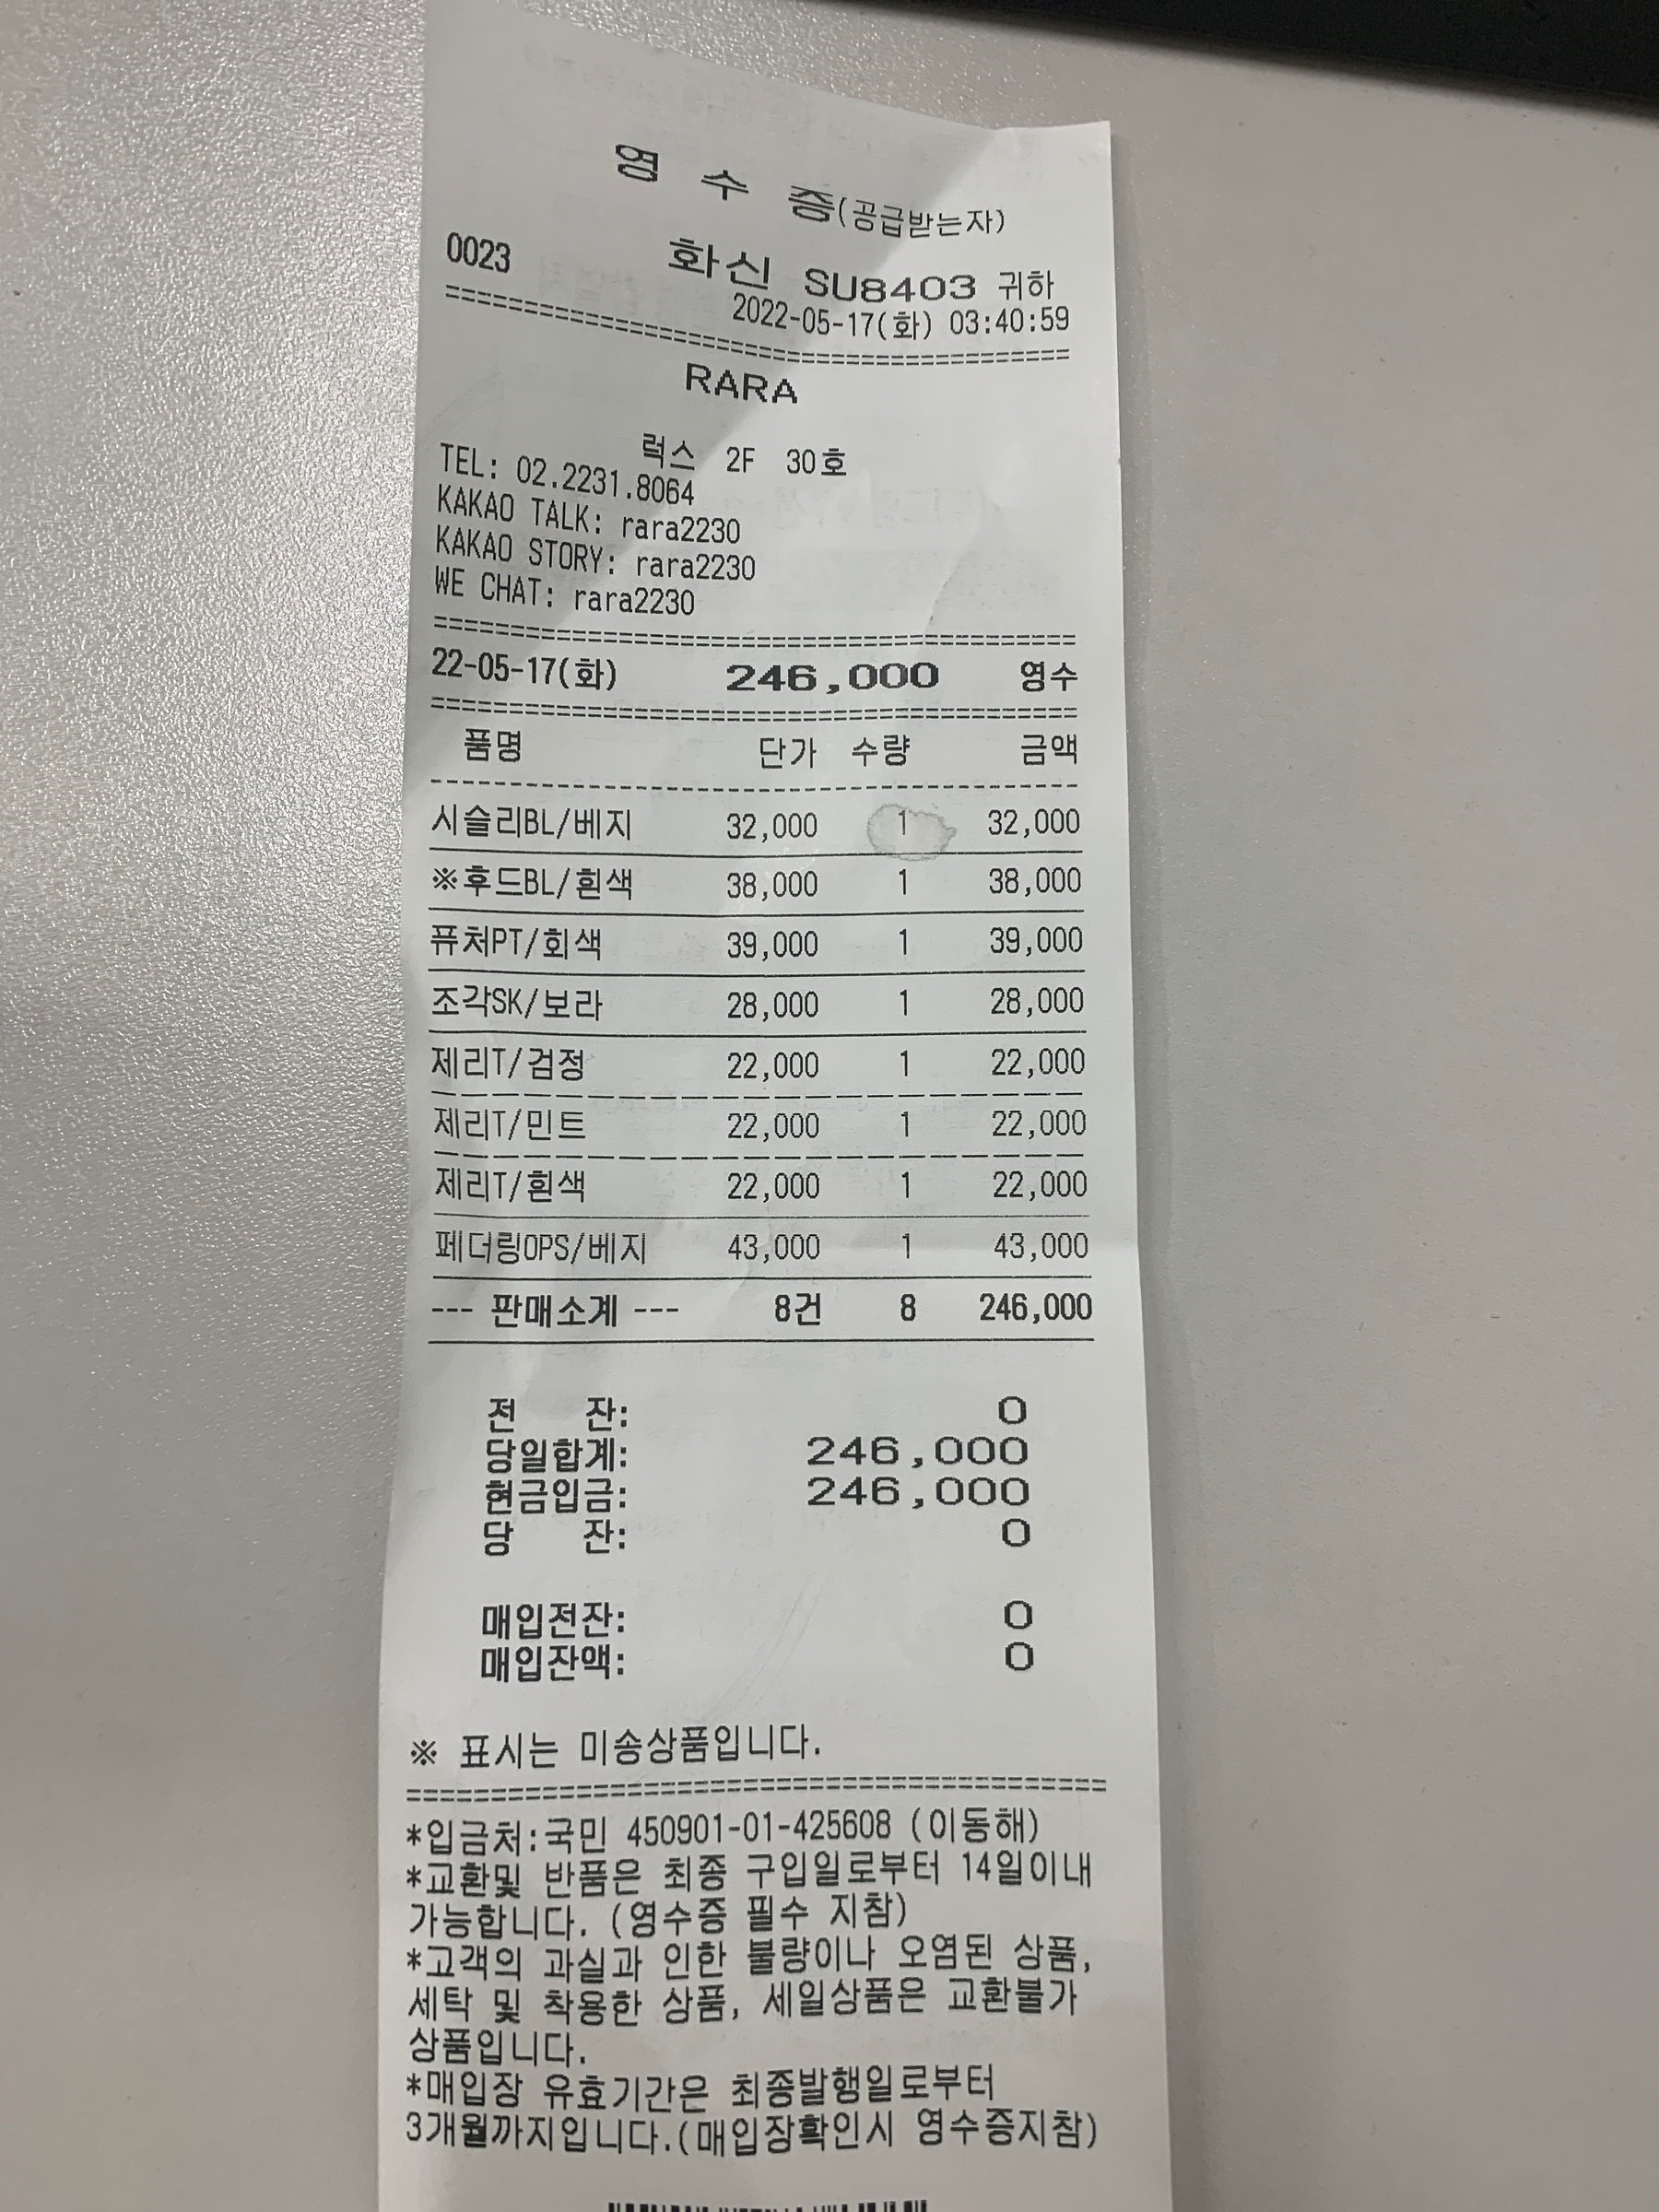 영 수 증(공급받는자)
0023 화신 SU8403 귀하
2022-05-17(화) 03:40:59
========================================
RARA
럭스 2F 30호
TEL: 02.2231.8064
KAKAO TALK: rara2230
KAKAO STORY: rara2230
WE CHAT: rara2230
========================================
22-05-17(화) 246,000 영수
========================================
품명 단가 수량 금액
시슬리BL/베지 32,000 1 32,000
※후드BL/흰색 38,000 1 38,000
퓨처PT/회색 39,000 1 39,000
조각SK/보라 28,000 1 28,000
제리T/검정 22,000 1 22,000
제리T/민트 22,000 1 22,000
제리T/흰색 22,000 1 22,000
페더링OPS/베지 43,000 1 43,000
--- 판매소계 --- 8건 8 246,000
전 잔: 0
당일합계: 246,000
현금입금: 246,000
당 잔: 0
매입전잔: 0
매입잔액: 0
※ 표시는 미송상품입니다.
========================================
*입금처:국민 450901-01-425608 (이동해)
*교환및 반품은 최종 구입일로부터 14일이내
가능합니다. (영수증 필수 지참)
*고객의 과실과 인한 불량이나 오염된 상품,
세탁 및 착용한 상품, 세일상품은 교환불가
상품입니다.
*매입장 유효기간은 최종발행일로부터
3개월까지입니다.(매입장확인시 영수증지참)